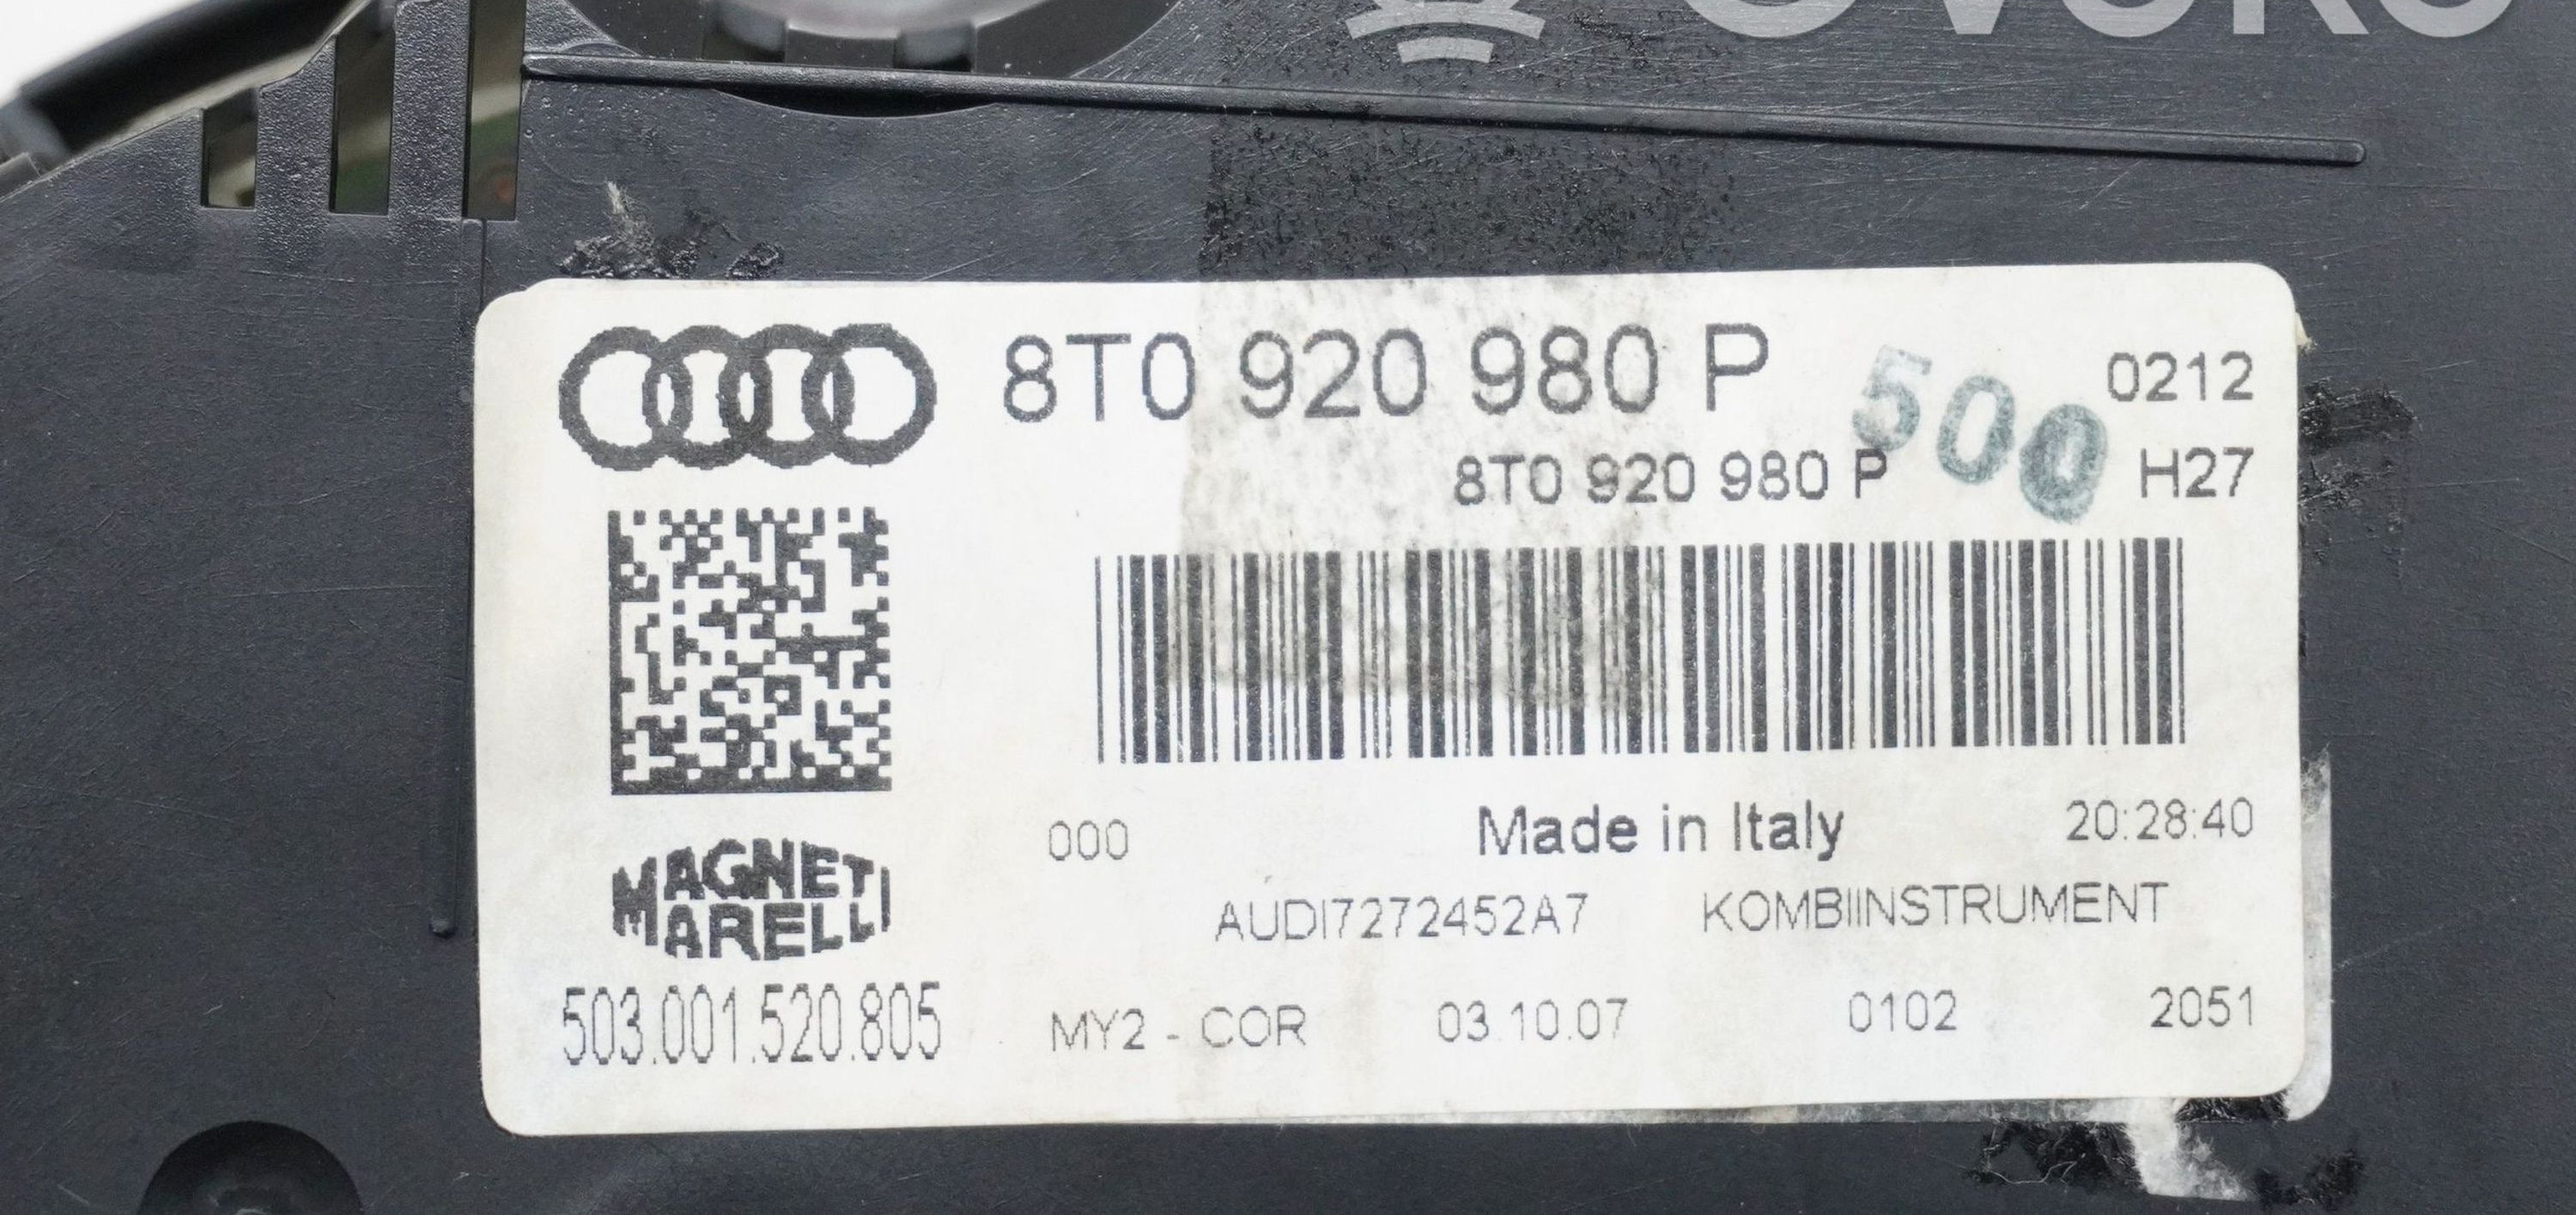 8T0 920 980 P
500
0212
8T0 920 980 P
H27
000
Made in Italy
20:28:40
MAGNETI
MARELLI
AUDI7272452A7
KOMBIINSTRUMENT
503.001.520.805
MY2 - COR
03.10.07
0102
2051